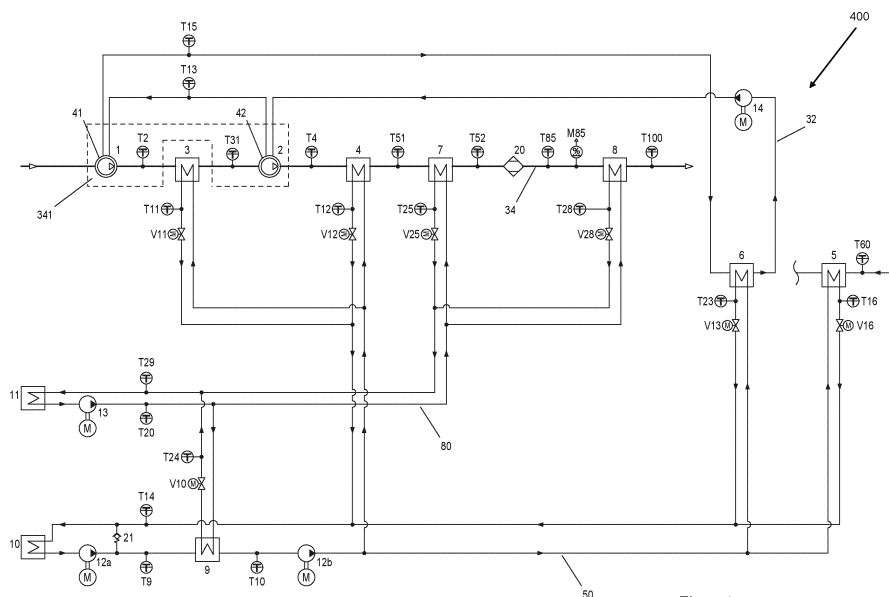 T15
400
T13
41
42
14
M
32
1
T2
3
T31
2
T4
4
T51
7
T52
20
T85
M85
8
T100
341
34
T11
T12
T25
T28
V11
M
V12
M
V25
M
V28
M
6
5
T60
T23
T16
V13
M
M
V16
T29
11
13
T20
M
80
T24
V10
M
T14
10
21
12a
T9
9
T10
12b
M
M
50